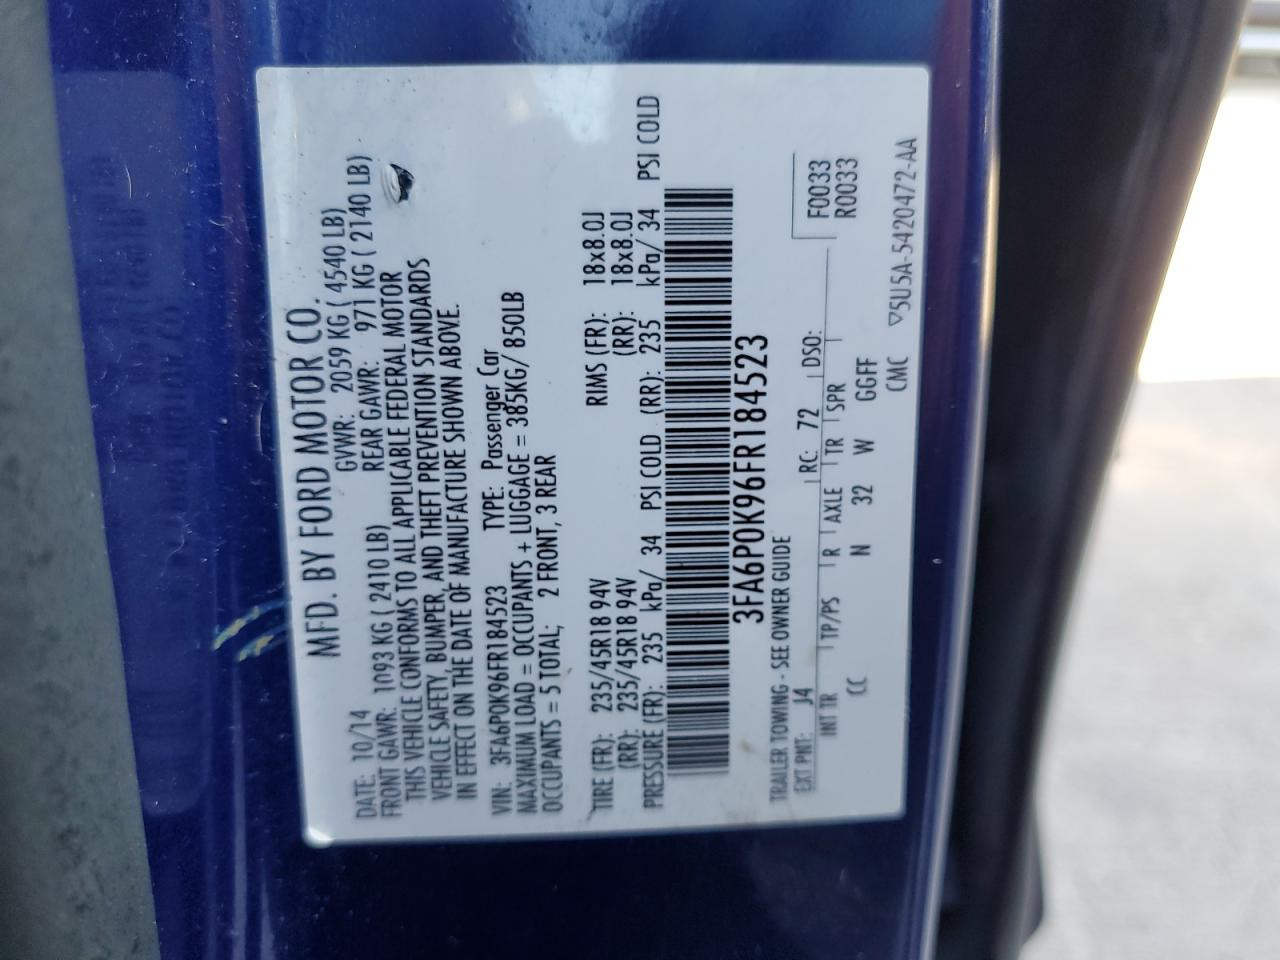 MFD. BY FORD MOTOR CO.
DATE: 10/14 GVWR: 2059 KG ( 4540 LB)
FRONT GAWR: 1093 KG ( 2410 LB) REAR GAWR: 971 KG ( 2140 LB)
THIS VEHICLE CONFORMS TO ALL APPLICABLE FEDERAL MOTOR
VEHICLE SAFETY, BUMPER, AND THEFT PREVENTION STANDARDS
IN EFFECT ON THE DATE OF MANUFACTURE SHOWN ABOVE.
VIN: 3FA6P0K96FR184523 TYPE: Passenger Car
MAXIMUM LOAD = OCCUPANTS + LUGGAGE = 385KG/ 850LB
OCCUPANTS = 5 TOTAL; 2 FRONT, 3 REAR
TIRE (FR): 235/45R18 94V RIMS (FR): 18x8.0J
(RR): 235/45R18 94V (RR): 18x8.0J
PRESSURE (FR): 235 kPa/ 34 PSI COLD (RR): 235 kPa/ 34 PSI COLD
3FA6P0K96FR184523
TRAILER TOWING - SEE OWNER GUIDE
EXT PNT: J4 RC: 72 DSO: F0033
R0033
INT TR TP/PS R AXLE TR SPR
CC N 32 W GGFF
CMC ▽5U5A-5420472-AA